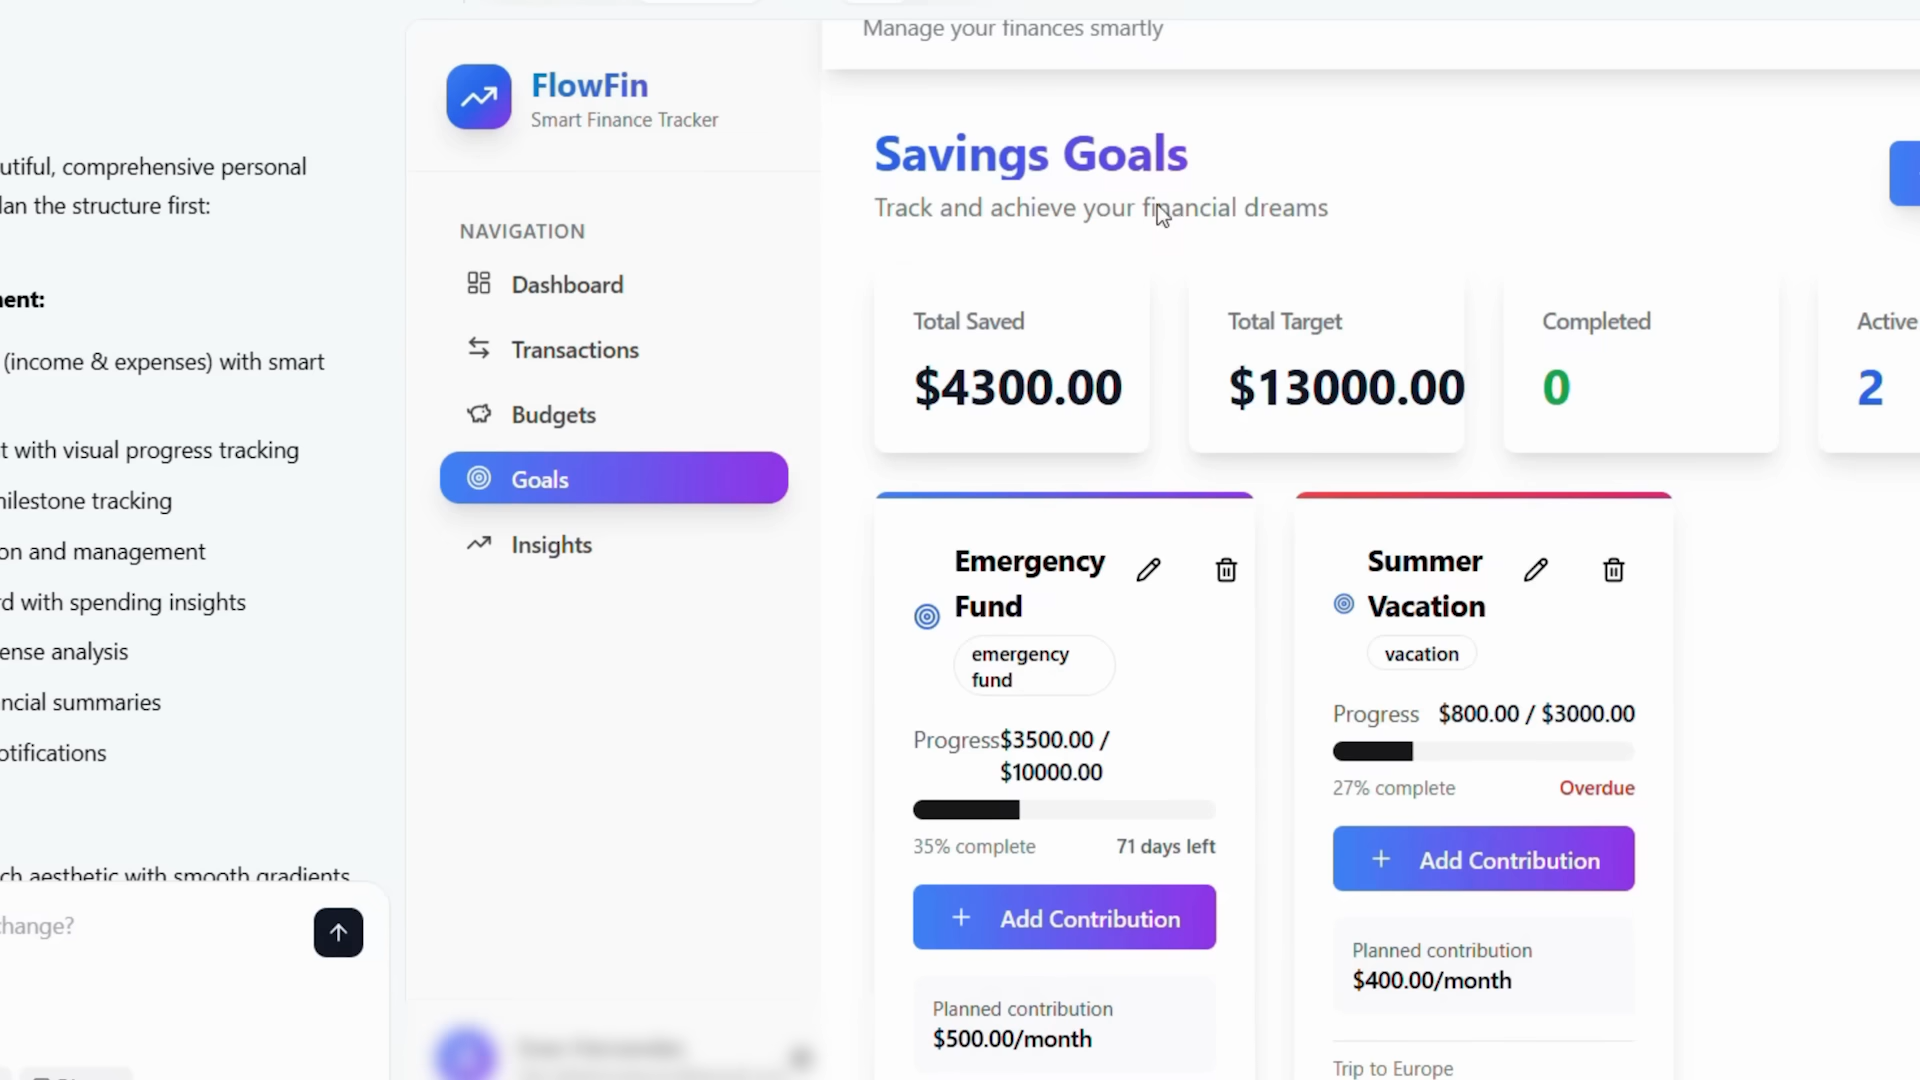 Manage your finances smartly
FlowFin
Smart Finance Tracker
utiful, comprehensive personal
lan the structure first:
nent:
(income & expenses) with smart
t with visual progress tracking
nilestone tracking
on and management
rd with spending insights
ense analysis
ncial summaries
otifications
ch aesthetic with smooth gradients
change?
NAVIGATION
Dashboard
Transactions
Budgets
Goals
Insights
Savings Goals
Track and achieve your financial dreams
Total Saved
$4300.00
Total Target
$13000.00
Completed
0
Active
2
Emergency
Fund
emergency
fund
Progress $3500.00 /
$10000.00
35% complete 71 days left
+ Add Contribution
Planned contribution
$500.00/month
Summer
Vacation
vacation
Progress $800.00 / $3000.00
27% complete Overdue
+ Add Contribution
Planned contribution
$400.00/month
Trip to Europe